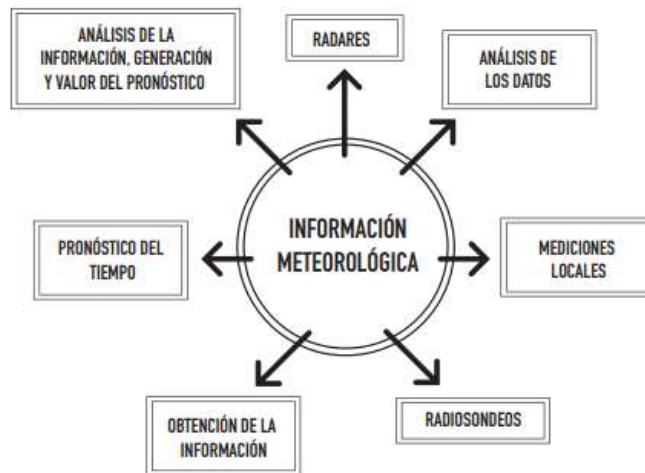 ANÁLISIS DE LA
INFORMACIÓN, GENERACIÓN
Y VALOR DEL PRONÓSTICO
RADARES
ANÁLISIS DE
LOS DATOS
PRONÓSTICO DEL
TIEMPO
INFORMACIÓN
METEOROLÓGICA
MEDICIONES
LOCALES
OBTENCIÓN DE LA
INFORMACIÓN
RADIOSONDEOS